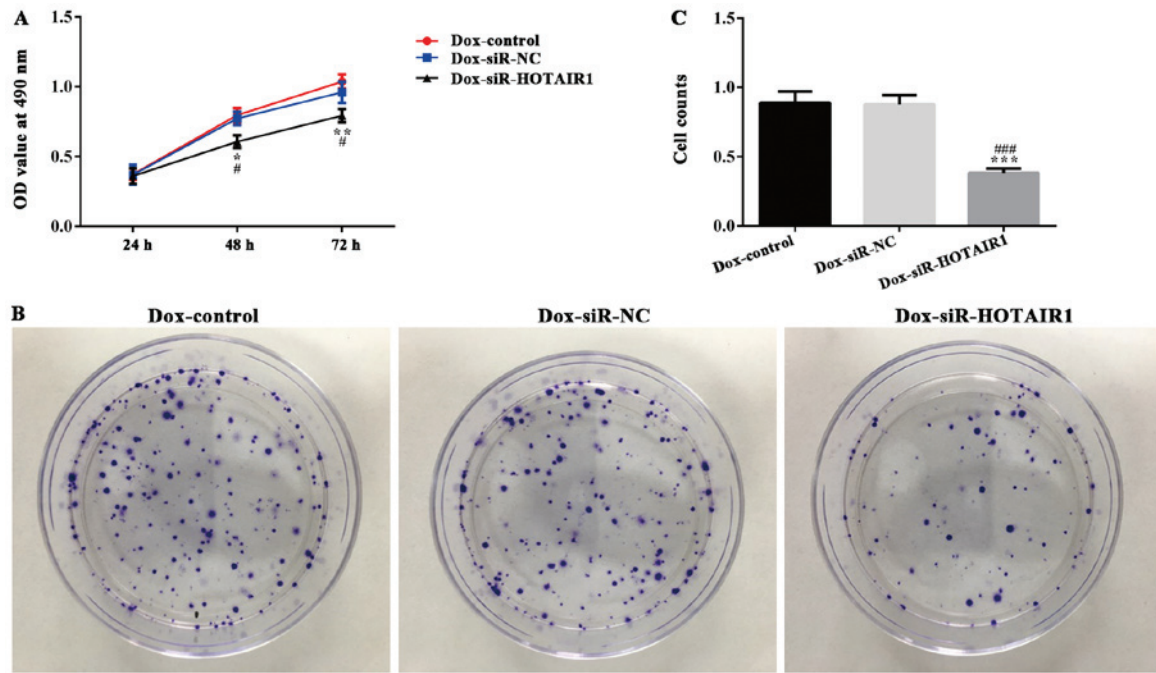 A
1.5
1.0
0.5
0.0
OD valuc at 490 nm
24 h
48 h
72 h
*
#
**
#
Dox-control
Dox-siR-NC
Dox-siR-HOTAIR1
C
1.5
1.0
0.5
0.0
Cell counts
###
***
Dox-control
Dox-siR-NC
Dox-siR-HOTAIR1
B
Dox-control
Dox-siR-NC
Dox-siR-HOTAIR1